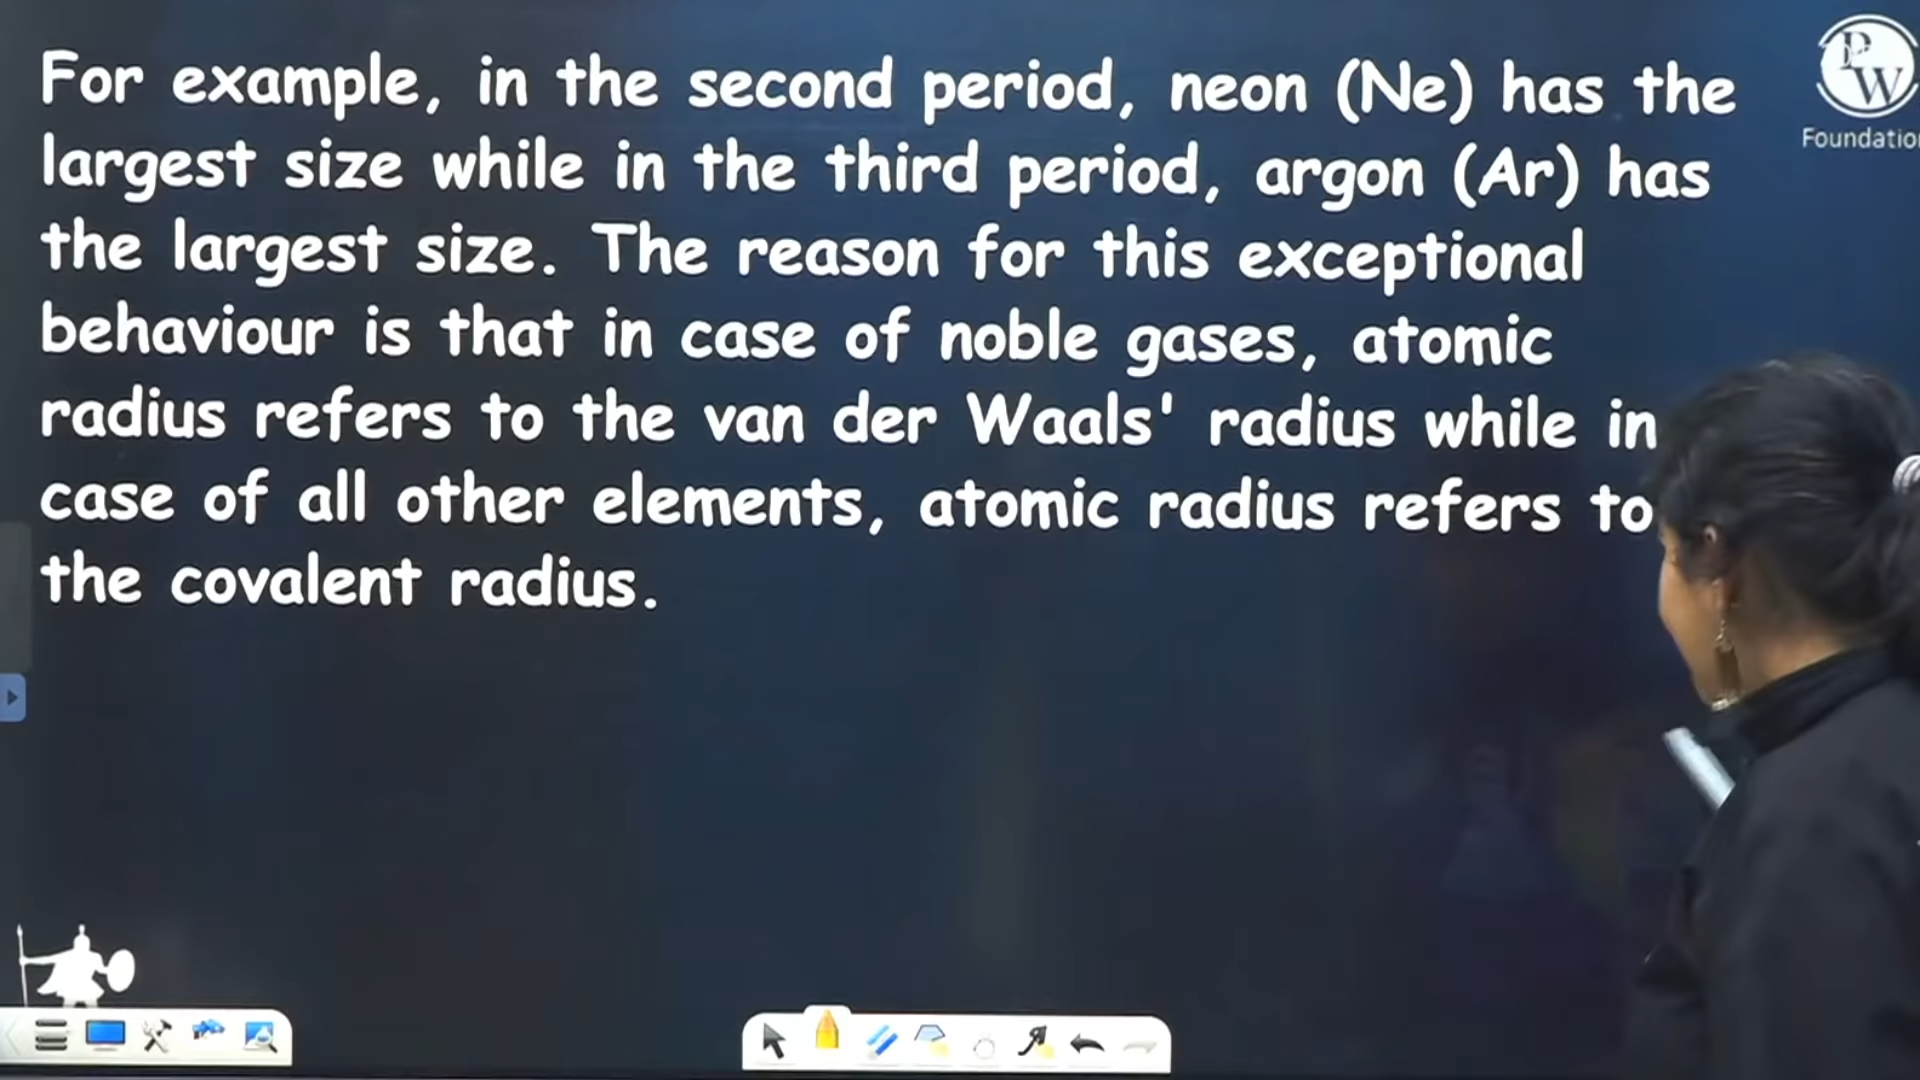 For example, in the second period, neon (Ne) has the
largest size while in the third period, argon (Ar) has
the largest size. The reason for this exceptional
behaviour is that in case of noble gases, atomic
radius refers to the van der Waals' radius while in
case of all other elements, atomic radius refers to
the covalent radius.
PW
Foundation